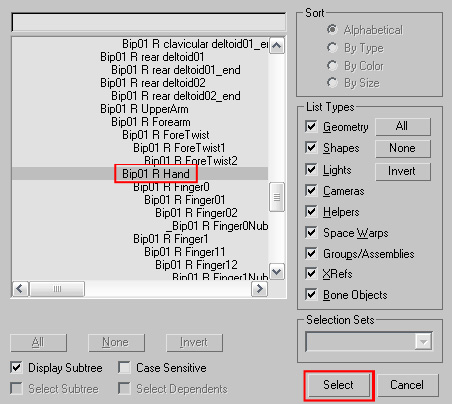 Bip01 R clavicular deltoid01_en
Bip01 R rear deltoid01
Bip01 R rear deltoid01_end
Bip01 R rear deltoid02
Bip01 R rear deltoid02_end
Bip01 R UpperArm
Bip01 R Forearm
Bip01 R ForeTwist
Bip01 R ForeTwist1
Bip01 R ForeTwist2
Bip01 R Hand
Bip01 R Finger0
Bip01 R Finger01
Bip01 R Finger02
_Bip01 R Finger0Nub
Bip01 R Finger1
Bip01 R Finger11
Bip01 R Finger12
Bip01 R Finger1Nub
All
None
Invert
Display Subtree
Case Sensitive
Select Subtree
Select Dependents
Sort
Alphabetical
By Type
By Color
By Size
List Types
Geometry
All
Shapes
None
Lights
Invert
Cameras
Helpers
Space Warps
Groups/Assemblies
XRefs
Bone Objects
Selection Sets
Select
Cancel